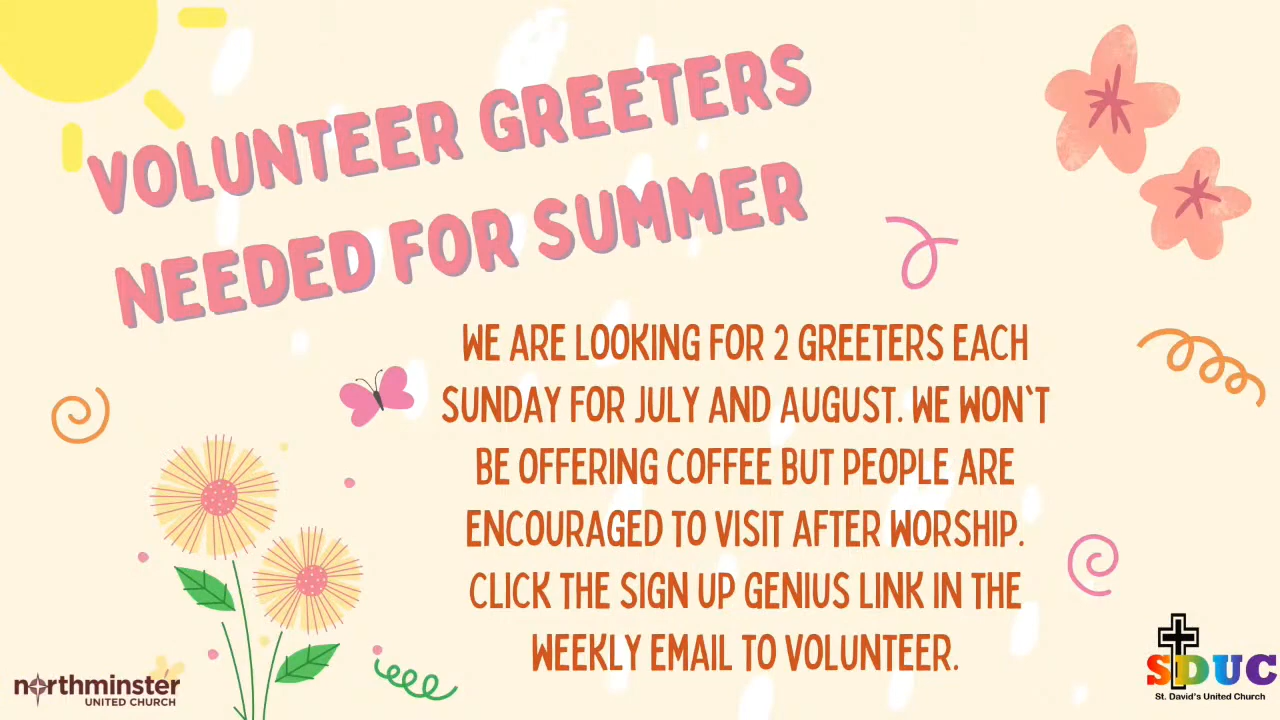 VOLUNTEER GREETERS
NEEDED FOR SUMMER
WE ARE LOOKING FOR 2 GREETERS EACH
SUNDAY FOR JULY AND AUGUST. WE WON'T
BE OFFERING COFFEE BUT PEOPLE ARE
ENCOURAGED TO VISIT AFTER WORSHIP.
CLICK THE SIGN UP GENIUS LINK IN THE
WEEKLY EMAIL TO VOLUNTEER.
northminster
UNITED CHURCH
SDUC
St. David's United Church